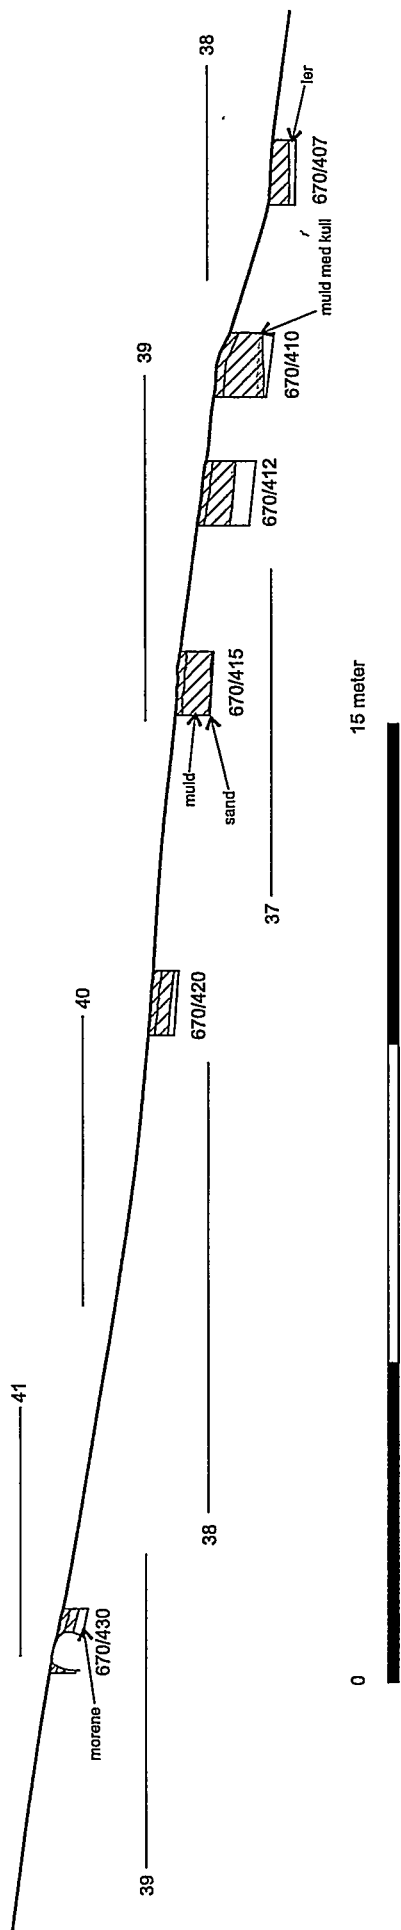 41
40
39
38
670/430
morene
670/420
muld
sand
670/415
670/412
670/410
muld med kull
670/407
ler
39
38
37
0
15 meter